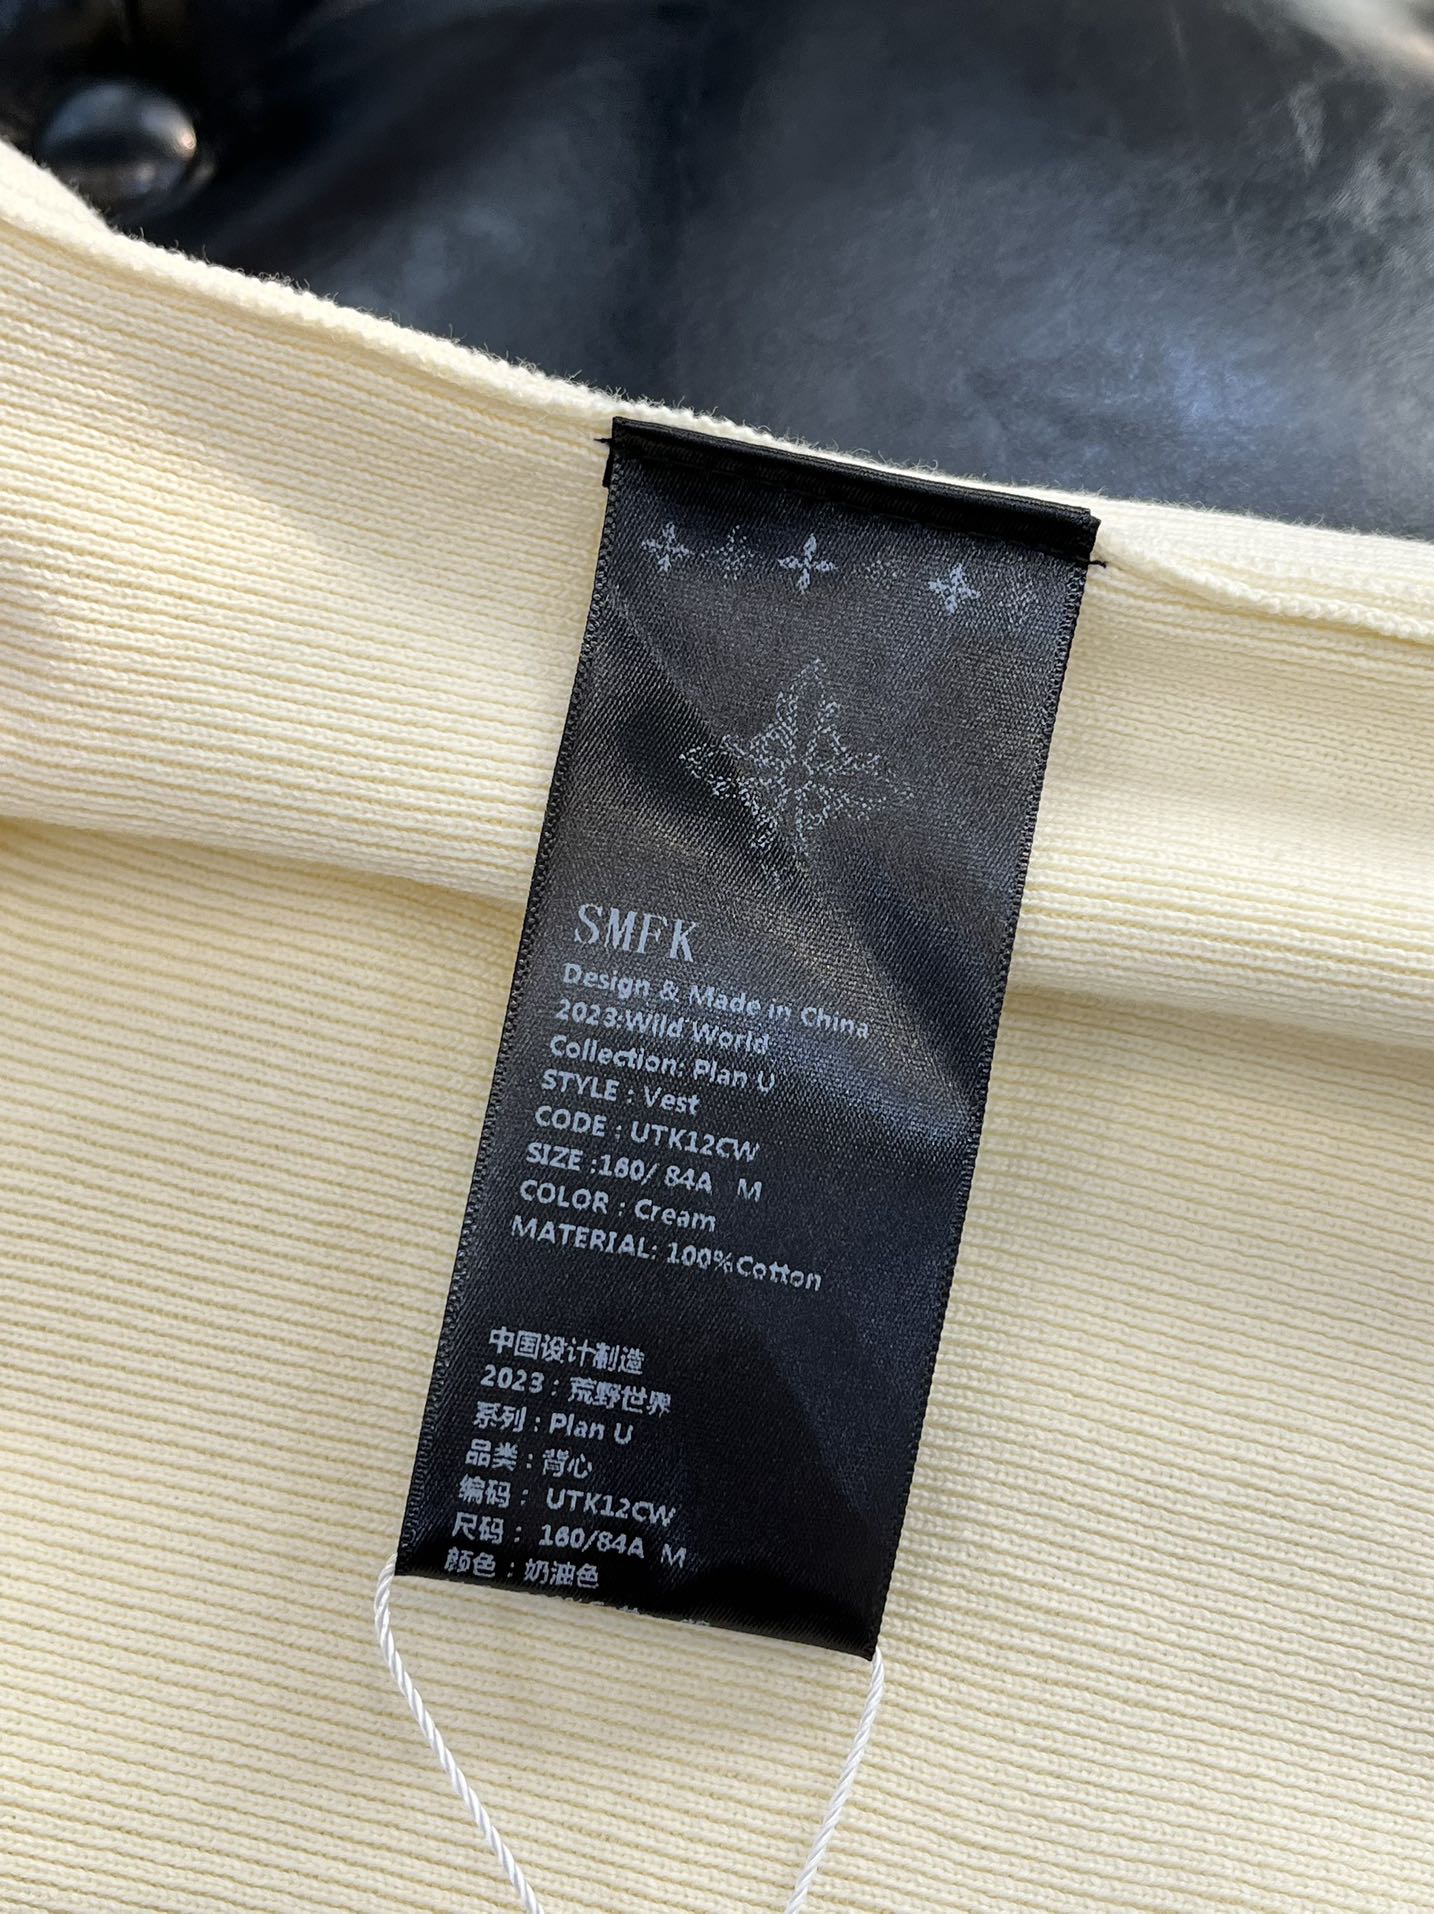 SMFK
Design & Made in China
2023:Wild World
Collection: Plan U
STYLE : Vest
CODE : UTK12CW
SIZE :160/ 84A M
COLOR : Cream
MATERIAL: 100%Cotton
中国设计制造
2023 : 荒野世界
系列 : Plan U
品类 : 背心
编码 : UTK12CW
尺码 : 160/84A M
颜色 : 奶油色